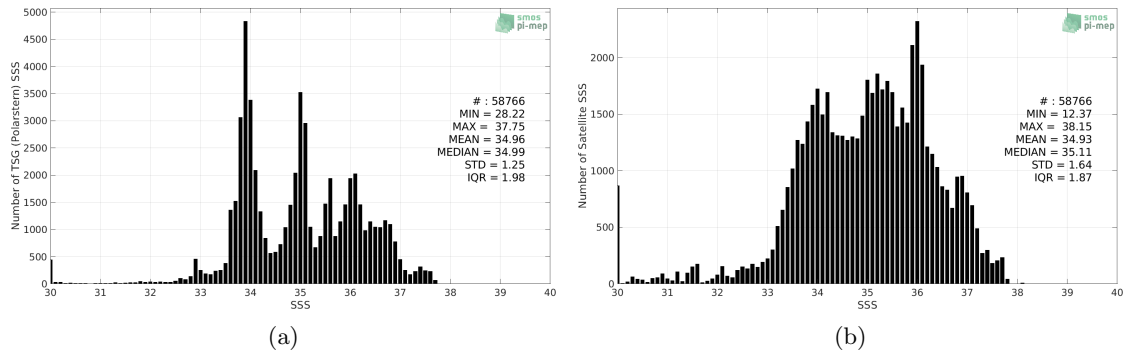 5000
4500
4000
3500
3000
2500
2000
1500
1000
500
0
30 31 32 33 34 35 36 37 38 39 40
SSS
Number of TSG (Polarstern) SSS
smos
pi-mep
# : 58766
MIN = 28.22
MAX = 37.75
MEAN = 34.96
MEDIAN = 34.99
STD = 1.25
IQR = 1.98
(a)
2000
1500
1000
500
0
30 31 32 33 34 35 36 37 38 39 40
SSS
Number of Satellite SSS
smos
pi-mep
# : 58766
MIN = 12.37
MAX = 38.15
MEAN = 34.93
MEDIAN = 35.11
STD = 1.64
IQR = 1.87
(b)